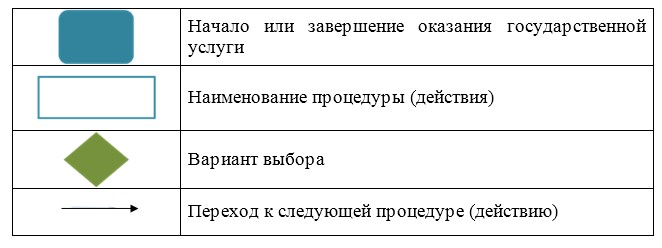 Начало или завершение оказания государственной
услуги
Наименование процедуры (действия)
Вариант выбора
Переход к следующей процедуре (действию)